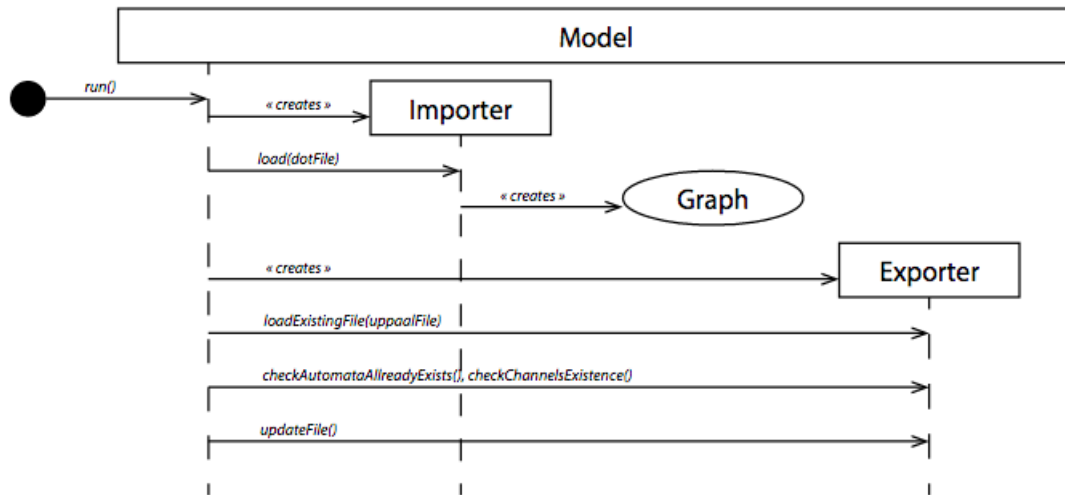 Model
run()
« creates »
Importer
load(dotFile)
« creates »
Graph
« creates »
Exporter
loadExistingFile(uppaalFile)
checkAutomataAllreadyExists(), checkChannelsExistence()
updateFile()